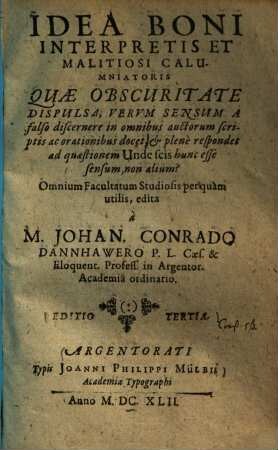 IDEA BONI
INTERPRETIS ET
MALITIOSI CALU-
MNIATORIS
QUÆ OBSCURITATE
DISPULSA, VERVM SENSUM A
falso discernere in omnibus auctorum scri-
ptis ac orationibus docet, & plenè respondet
ad quæstionem Unde scis hunc esse
sensum, non alium?
Omnium Facultatum Studiosis perquàm
utilis, edita
à
M. JOHAN. CONRADO
DANNHAWERO P. L. Cæs. &
Eloquent. Profess. in Argentor.
Academiâ ordinario.
EDITIO TERTIA.
ARGENTORATI
Typis JOANNI PHILIPPI MÜLBII
Academiæ Typographi
Anno M. DC. XLII.